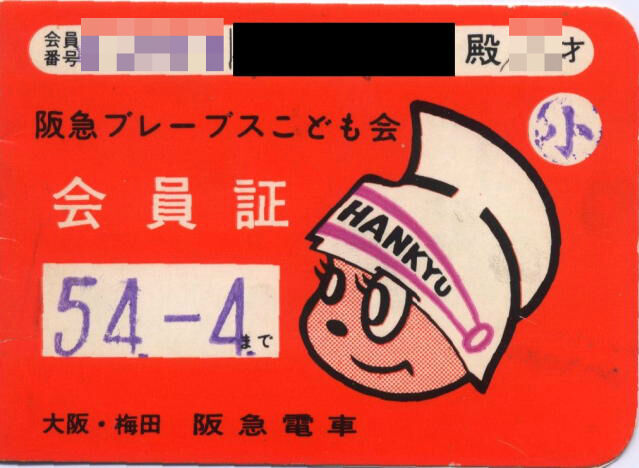 会員番号 殿 才
阪急ブレーブスこども会
小
会員証
HANKYU
54-4まで
大阪・梅田 阪急電車